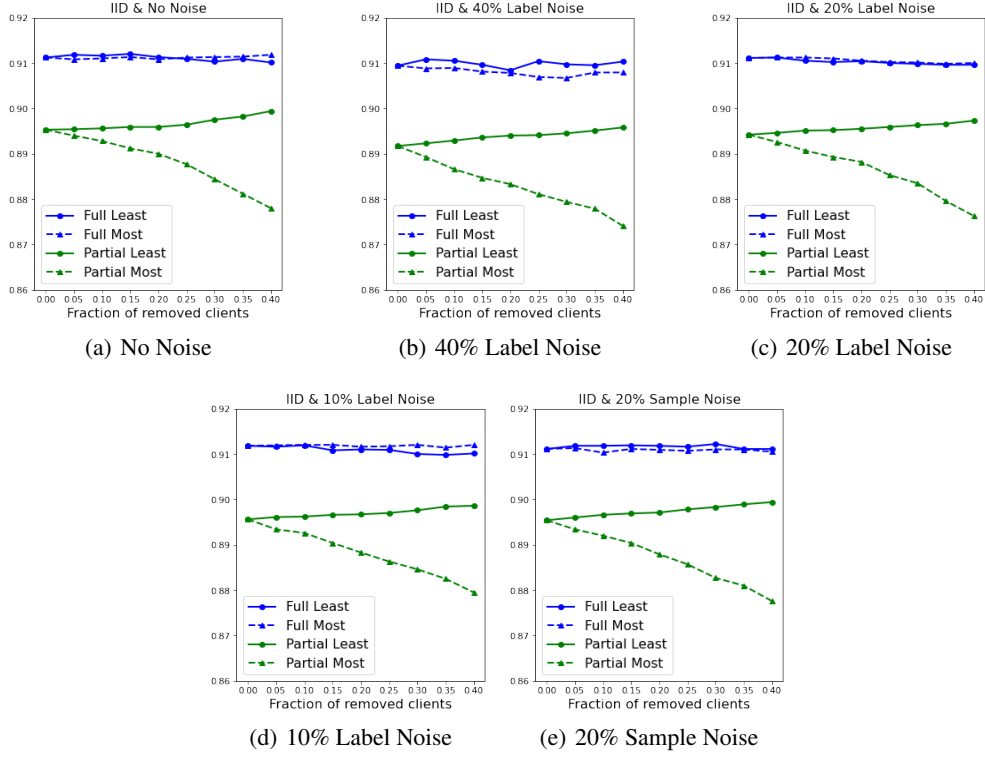 IID & No Noise
0.92
0.91
0.90
0.89
0.88
0.87
0.86
Full Least
Full Most
Partial Least
Partial Most
0.00 0.05 0.10 0.15 0.20 0.25 0.30 0.35 0.40
Fraction of removed clients
(a) No Noise
IID & 40% Label Noise
0.92
0.91
0.90
0.89
0.88
0.87
0.86
Full Least
Full Most
Partial Least
Partial Most
0.00 0.05 0.10 0.15 0.20 0.25 0.30 0.35 0.40
Fraction of removed clients
(b) 40% Label Noise
IID & 20% Label Noise
0.92
0.91
0.90
0.89
0.88
0.87
0.86
Full Least
Full Most
Partial Least
Partial Most
0.00 0.05 0.10 0.15 0.20 0.25 0.30 0.35 0.40
Fraction of removed clients
(c) 20% Label Noise
IID & 10% Label Noise
0.92
0.91
0.90
0.89
0.88
0.87
0.86
Full Least
Full Most
Partial Least
Partial Most
0.00 0.05 0.10 0.15 0.20 0.25 0.30 0.35 0.40
Fraction of removed clients
(d) 10% Label Noise
IID & 20% Sample Noise
0.92
0.91
0.90
0.89
0.88
0.87
0.86
Full Least
Full Most
Partial Least
Partial Most
0.00 0.05 0.10 0.15 0.20 0.25 0.30 0.35 0.40
Fraction of removed clients
(e) 20% Sample Noise